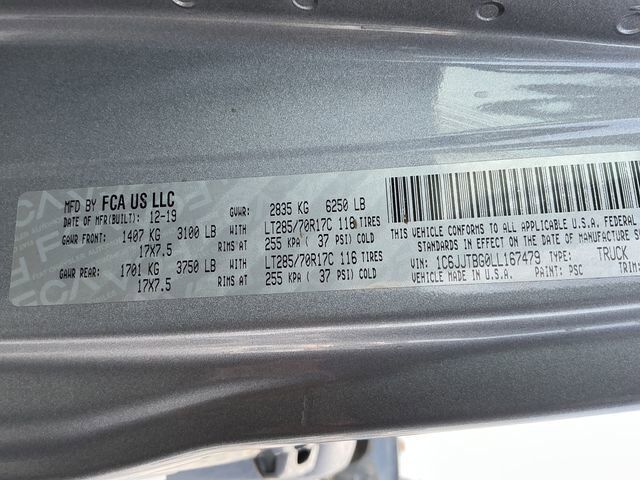 MFD BY FCA US LLC
DATE OF MFR(BUILT): 12-19 GVWR: 2835 KG 6250 LB
GAWR FRONT: 1407 KG 3100 LB WITH LT285/70R17C 116 TIRES
17X7.5 RIMS AT 255 KPA ( 37 PSI) COLD
GAWR REAR: 1701 KG 3750 LB WITH LT285/70R17C 116 TIRES
17X7.5 RIMS AT 255 KPA ( 37 PSI) COLD
THIS VEHICLE CONFORMS TO ALL APPLICABLE U.S.A. FEDERAL
STANDARDS IN EFFECT ON THE DATE OF MANUFACTURE
VIN: 1C6JJTBG0LL167479 TYPE: TRUCK
VEHICLE MADE IN U.S.A. PAINT: PSC